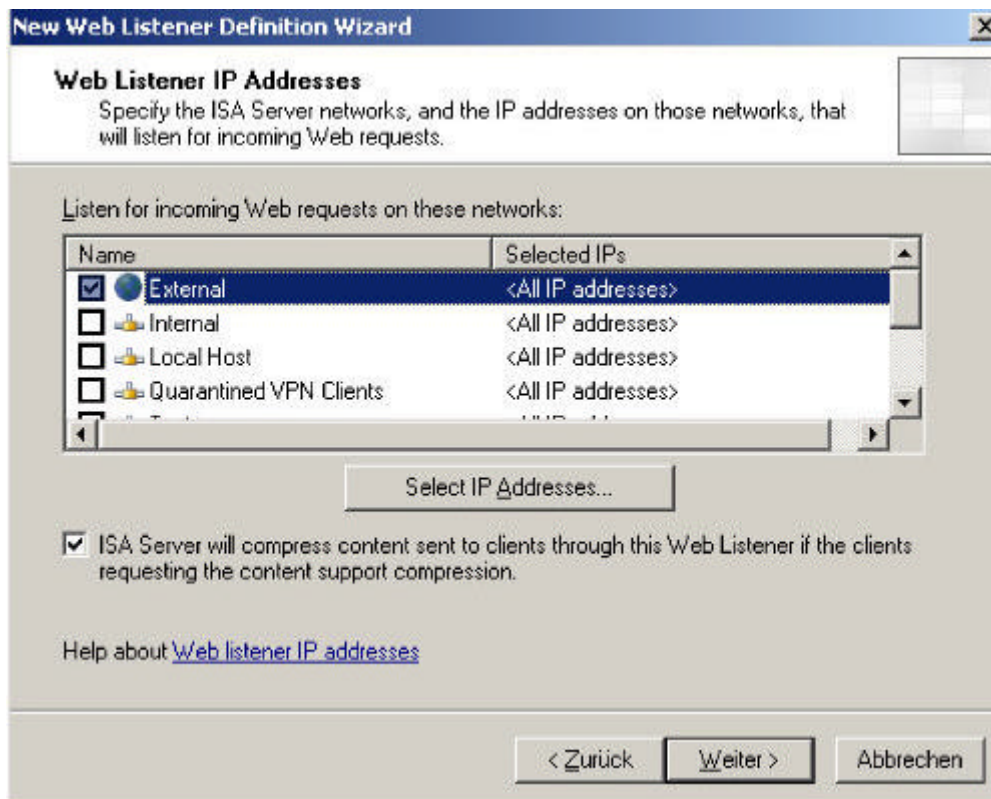 New Web Listener Definition Wizard
Web Listener IP Addresses
Specify the ISA Server networks, and the IP addresses on those networks, that
will listen for incoming Web requests.
Listen for incoming Web requests on these networks:
Name Selected IPs
External <All IP addresses>
Internal <All IP addresses>
Local Host <All IP addresses>
Quarantined VPN Clients <All IP addresses>
Select IP Addresses...
ISA Server will compress content sent to clients through this Web Listener if the clients
requesting the content support compression.
Help about Web listener IP addresses
< Zurück Weiter > Abbrechen